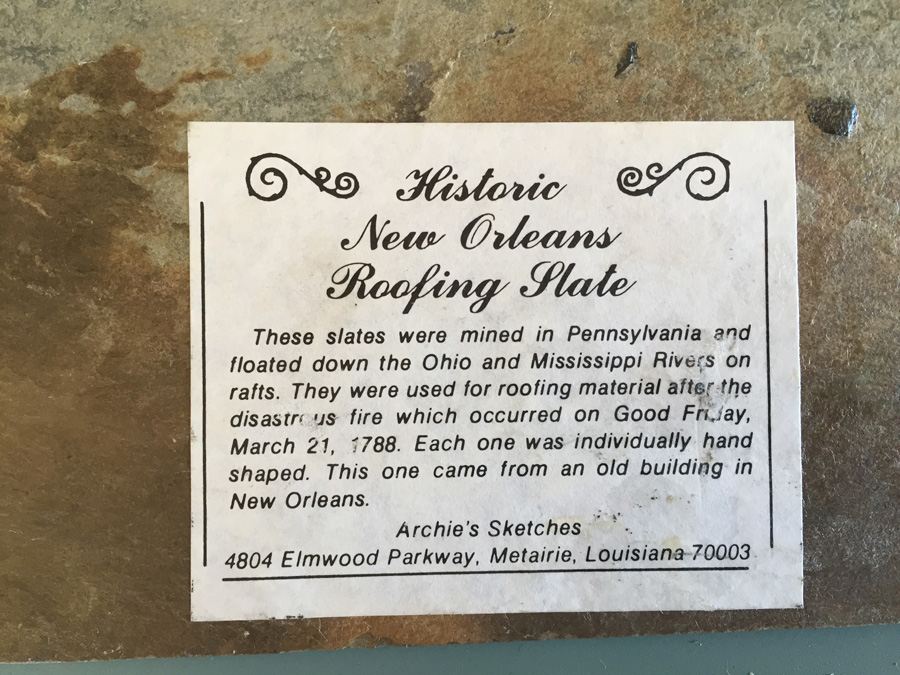 Historic
New Orleans
Roofing Slate
These slates were mined in Pennsylvania and
floated down the Ohio and Mississippi Rivers on
rafts. They were used for roofing material after the
disastrous fire which occurred on Good Friday,
March 21, 1788. Each one was individually hand
shaped. This one came from an old building in
New Orleans.
Archie's Sketches
4804 Elmwood Parkway, Metairie, Louisiana 70003